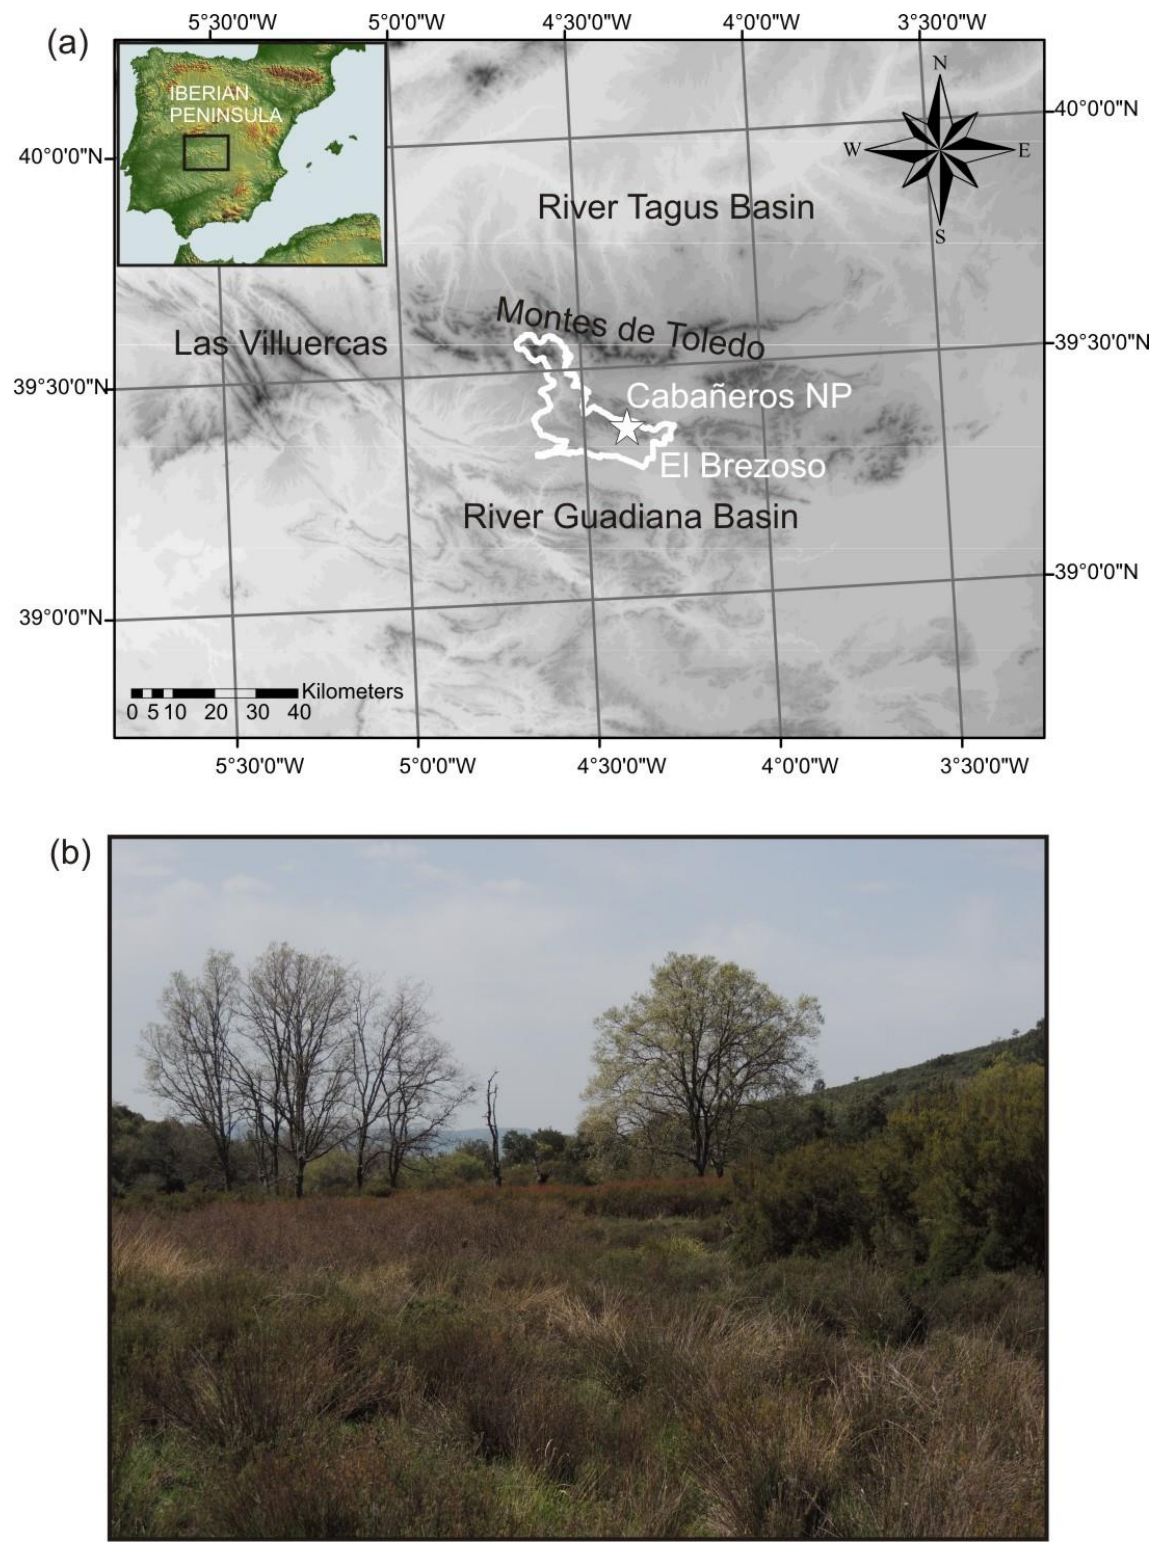 (a)
5°30'0"W 5°0'0"W 4°30'0"W 4°0'0"W 3°30'0"W
IBERIAN
PENINSULA
N
W E
S
40°0'0"N
40°0'0"N
River Tagus Basin
Montes de Toledo
Las Villuercas
39°30'0"N
39°30'0"N
Cabañeros NP
El Brezoso
River Guadiana Basin
39°0'0"N
39°0'0"N
Kilometers
0 5 10 20 30 40
5°30'0"W 5°0'0"W 4°30'0"W 4°0'0"W 3°30'0"W
(b)